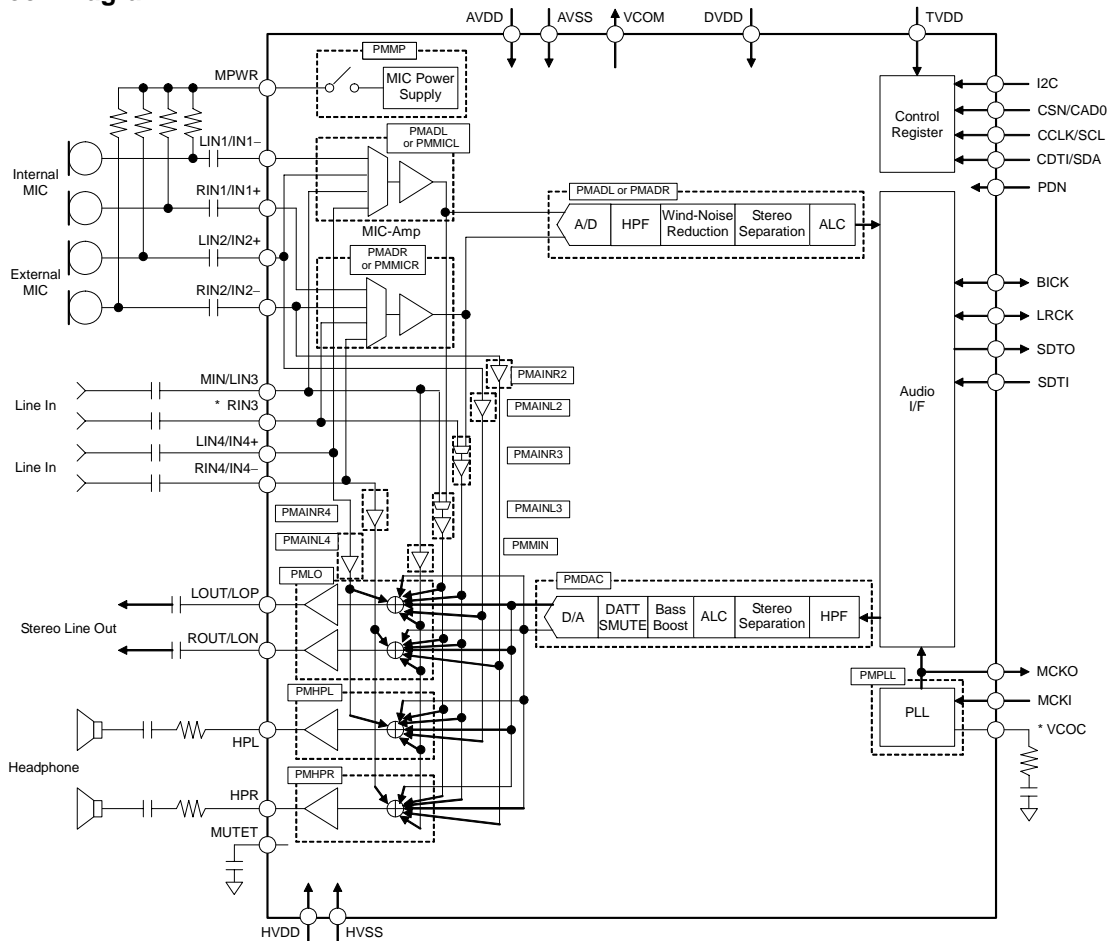 AVDD AVSS VCOM DVDD TVDD
PMMP
MPWR
MIC Power
Supply
Control
Register
I2C
CSN/CAD0
CCLK/SCL
CDTI/SDA
PDN
PMADL
or PMMICL
LIN1/IN1−
Internal
MIC
RIN1/IN1+
MIC-Amp
LIN2/IN2+
External
MIC
RIN2/IN2−
PMADR
or PMMICR
PMADL or PMADR
A/D
HPF
Wind-Noise
Reduction
Stereo
Separation
ALC
BICK
LRCK
SDTO
SDTI
Audio
I/F
MIN/LIN3
Line In
* RIN3
LIN4/IN4+
Line In
RIN4/IN4−
PMAINR2
PMAINL2
PMAINR3
PMAINL3
PMMIN
PMAINR4
PMAINL4
PMLO
LOUT/LOP
Stereo Line Out
ROUT/LON
PMDAC
D/A
DATT
SMUTE
Bass
Boost
ALC
Stereo
Separation
HPF
PMPLL
PLL
MCKO
MCKI
* VCOC
PMHPL
HPL
Headphone
PMHPR
HPR
MUTET
HVDD HVSS